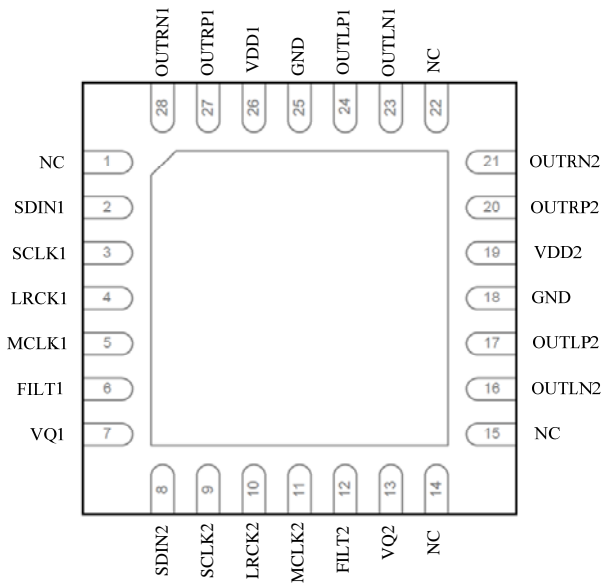 OUTRN1
OUTRP1
VDD1
GND
OUTLP1
OUTLN1
NC
28
27
26
25
24
23
22
NC 1
SDIN1 2
SCLK1 3
LRCK1 4
MCLK1 5
FILT1 6
VQ1 7
21 OUTRN2
20 OUTRP2
19 VDD2
18 GND
17 OUTLP2
16 OUTLN2
15 NC
8
9
10
11
12
13
14
SDIN2
SCLK2
LRCK2
MCLK2
FILT2
VQ2
NC